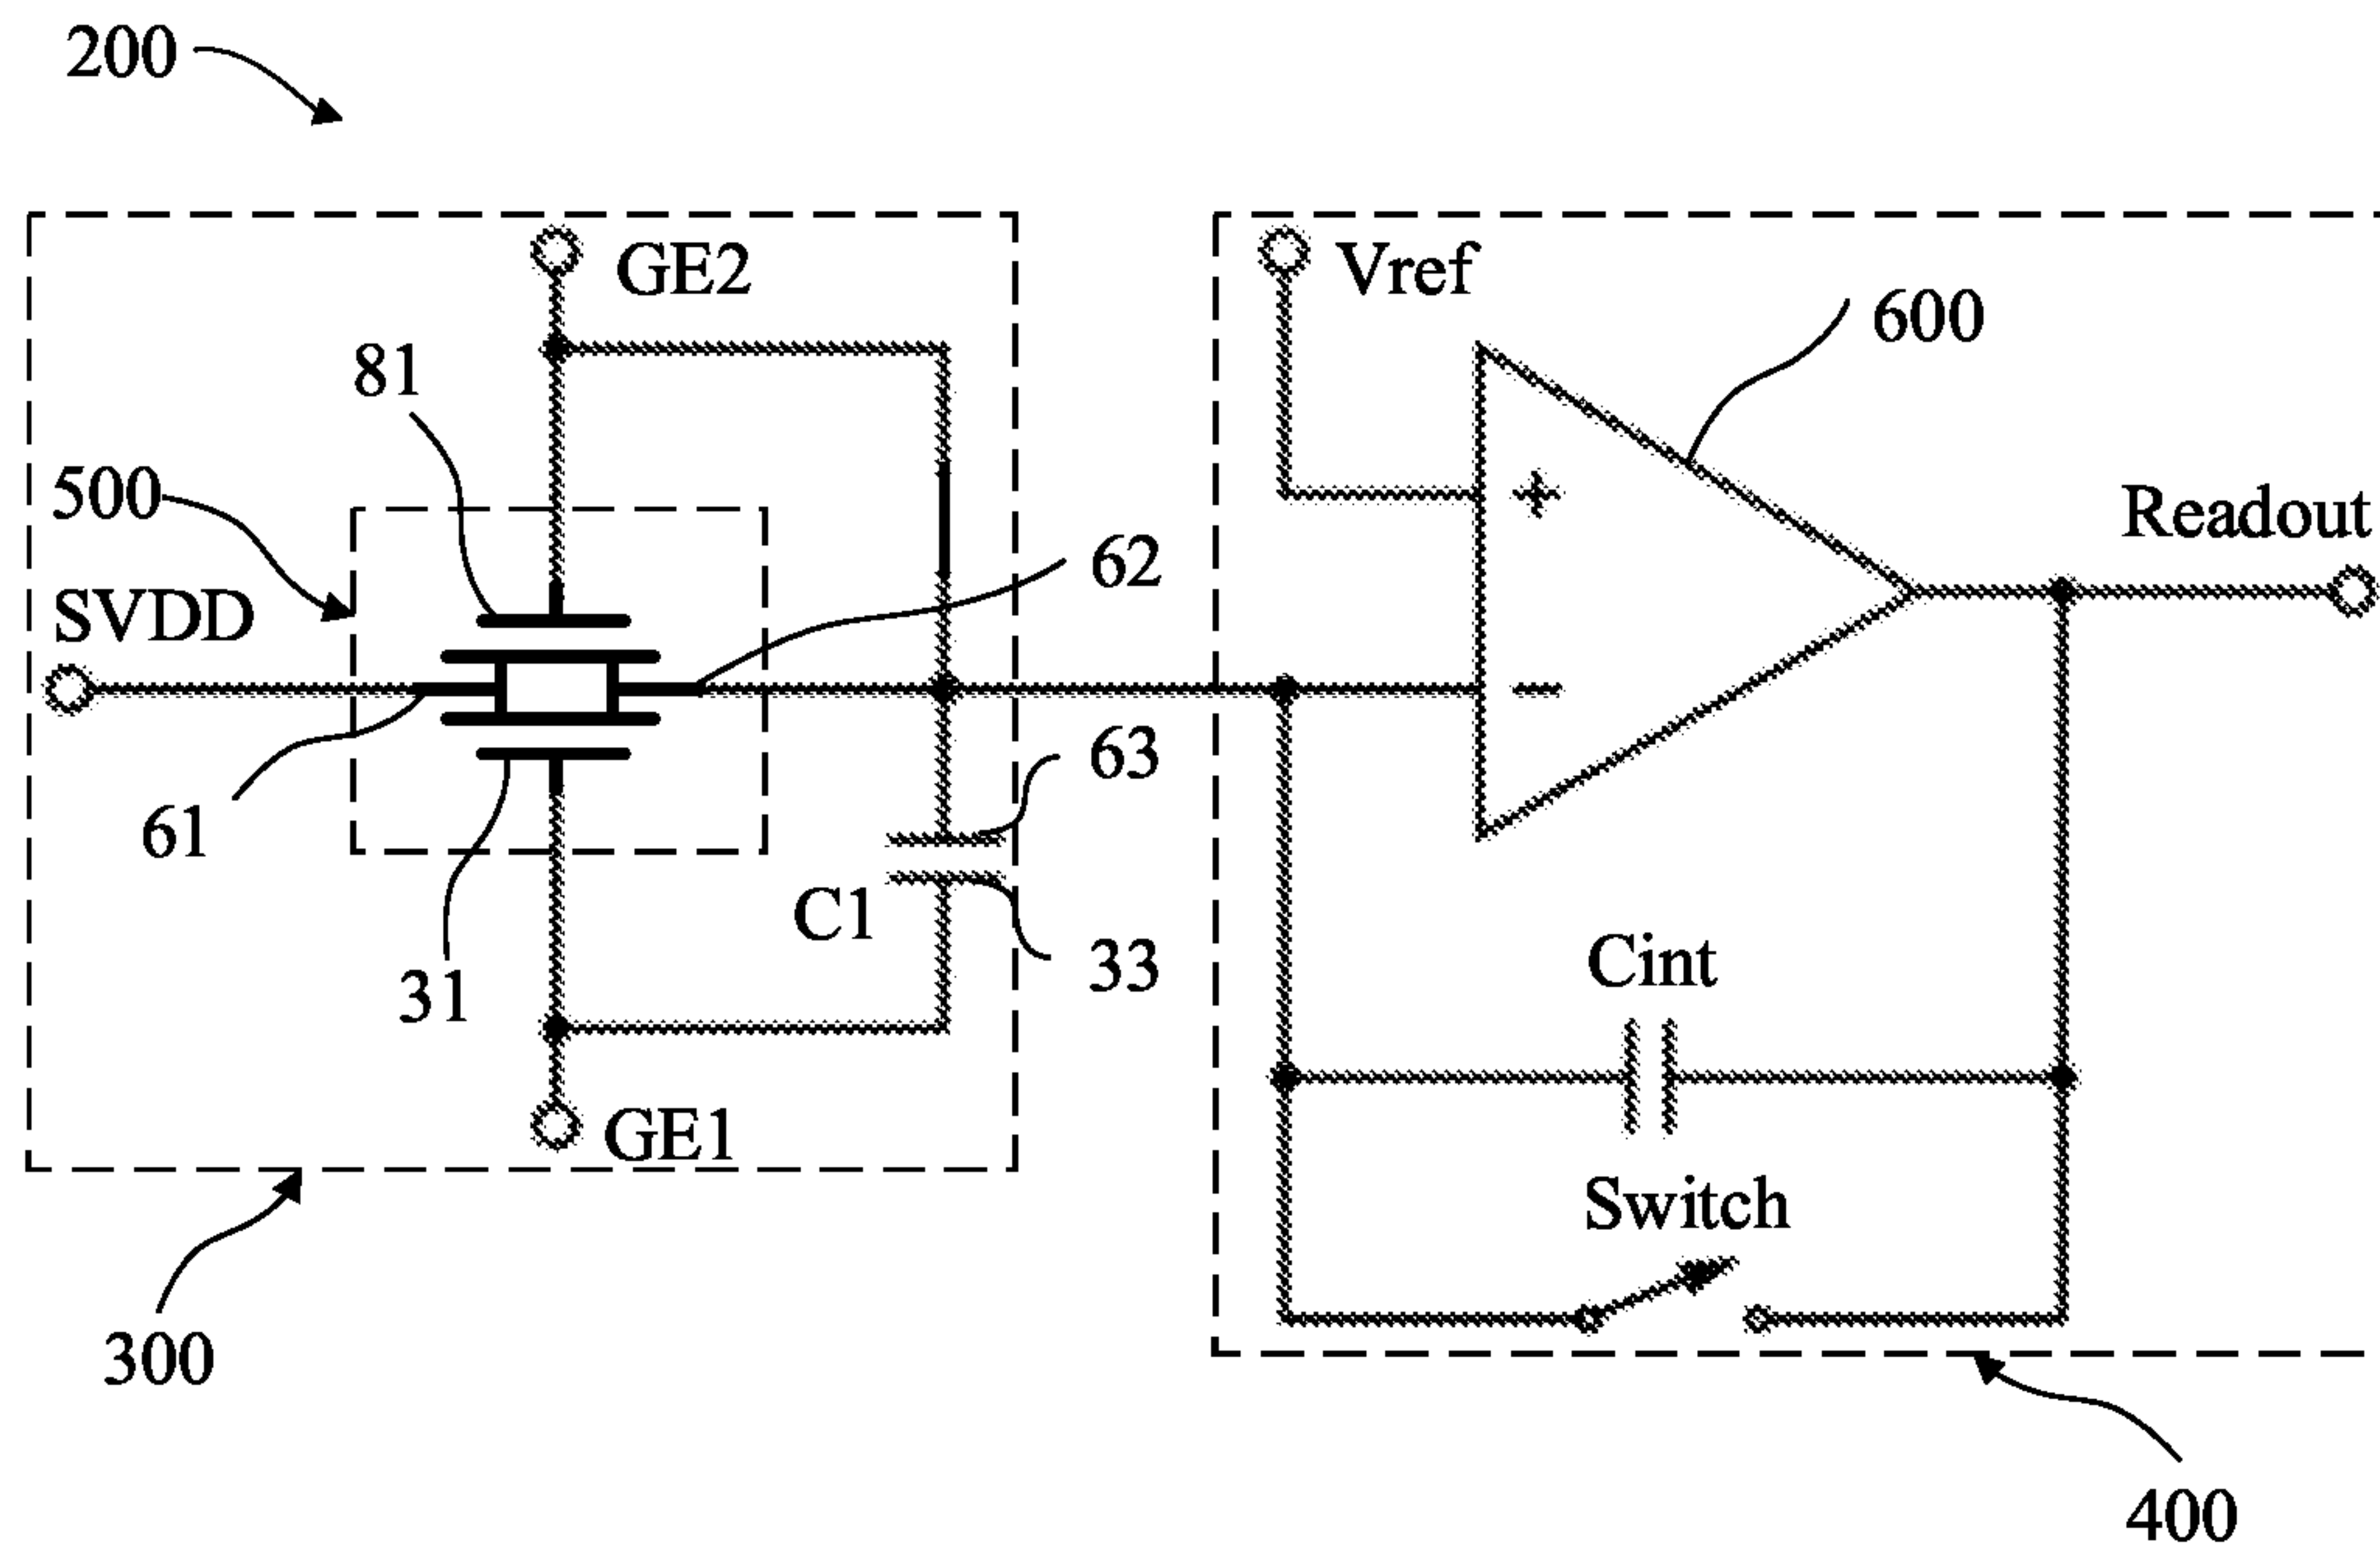 200
GE2
Vref
600
81
500
Readout
62
SVDD
+
-
63
61
C1
33
Cint
31
GE1
Switch
300
400